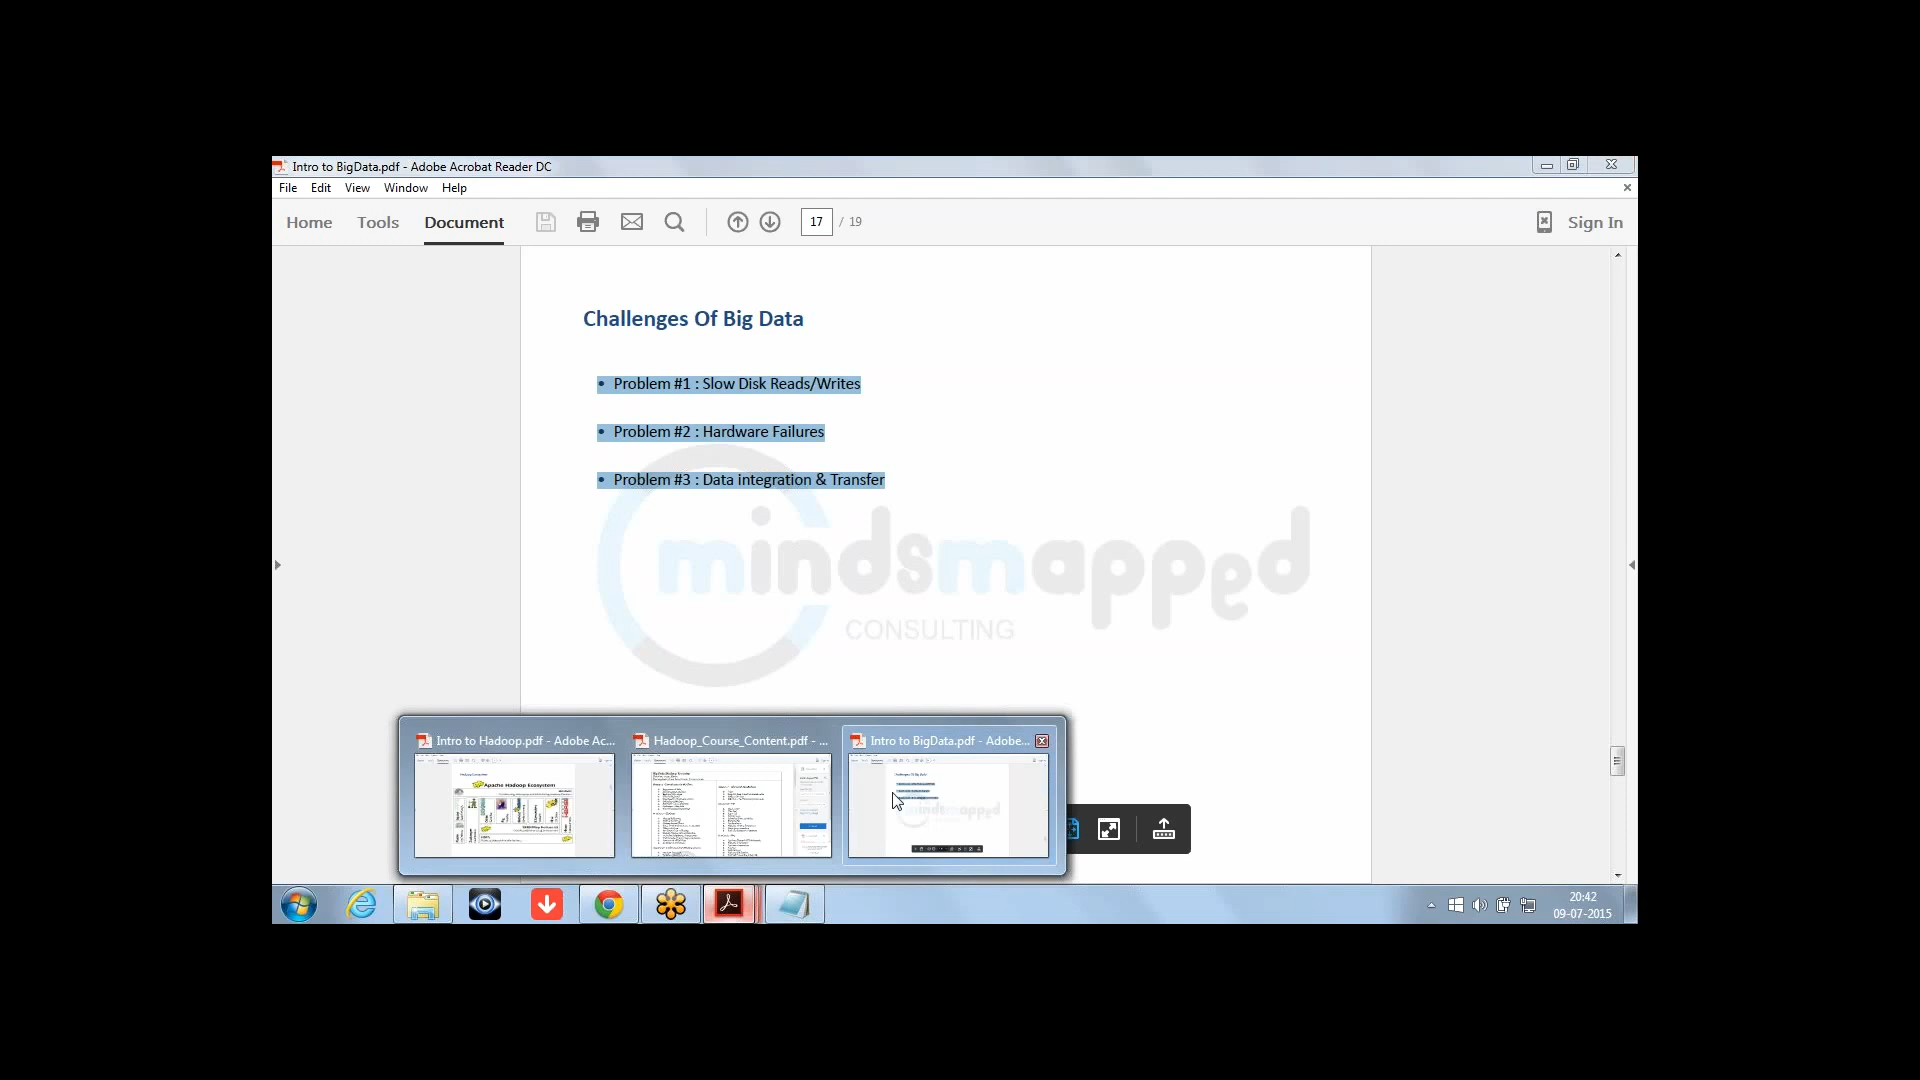 Intro to BigData.pdf - Adobe Acrobat Reader DC
File Edit View Window Help
Home Tools Document 17 / 19 Sign In
Challenges Of Big Data
• Problem #1 : Slow Disk Reads/Writes
• Problem #2 : Hardware Failures
• Problem #3 : Data integration & Transfer
mindsmapped
CONSULTING
Intro to Hadoop.pdf - Adobe Ac... Hadoop_Course_Content.pdf - ... Intro to BigData.pdf - Adobe...
Apache Hadoop Ecosystem
20:42
09-07-2015